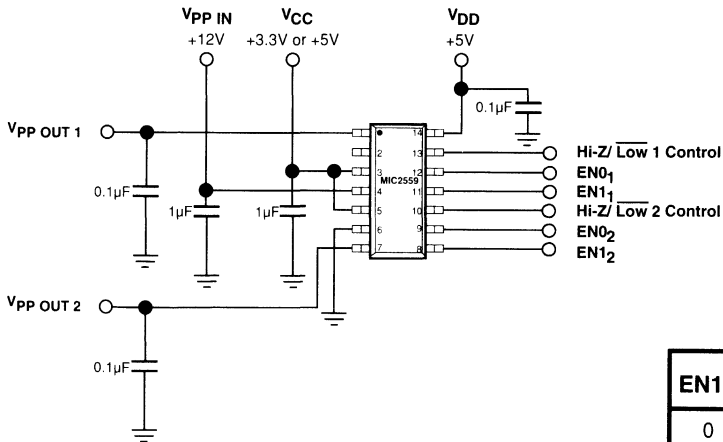 VPP IN
+12V
VCC
+3.3V or +5V
VDD
+5V
0.1µF
VPP OUT 1
14
2
13
Hi-Z/ Low 1 Control
3
MIC2559
12
EN0₁
4
11
EN1₁
0.1µF
1µF
1µF
5
10
Hi-Z/ Low 2 Control
6
9
EN0₂
7
8
EN1₂
VPP OUT 2
0.1µF
EN1
0